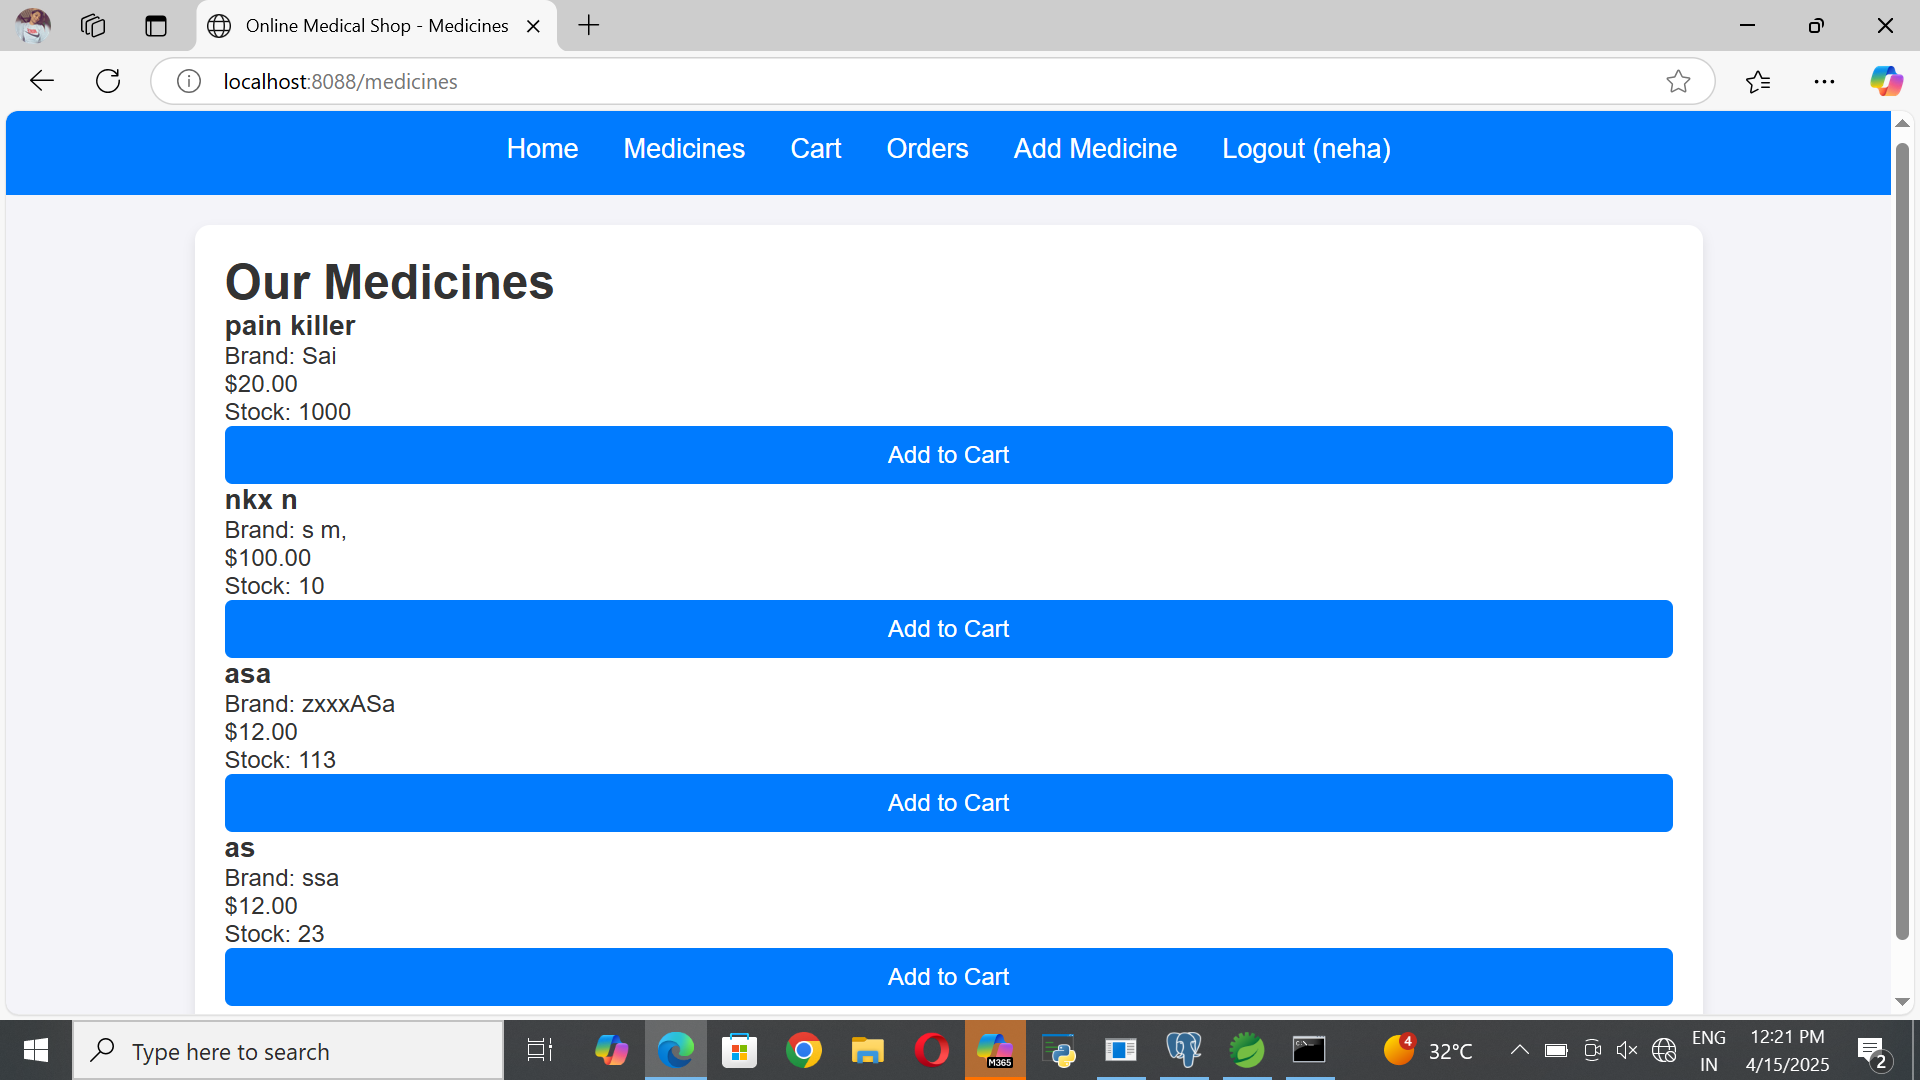 Online Medical Shop - Medicines
localhost:8088/medicines
Home Medicines Cart Orders Add Medicine Logout (neha)
Our Medicines
pain killer
Brand: Sai
$20.00
Stock: 1000
Add to Cart
nkx n
Brand: s m,
$100.00
Stock: 10
Add to Cart
asa
Brand: zxxxASa
$12.00
Stock: 113
Add to Cart
as
Brand: ssa
$12.00
Stock: 23
Add to Cart
Type here to search
M365
4
32°C
ENG
IN
12:21 PM
4/15/2025
2